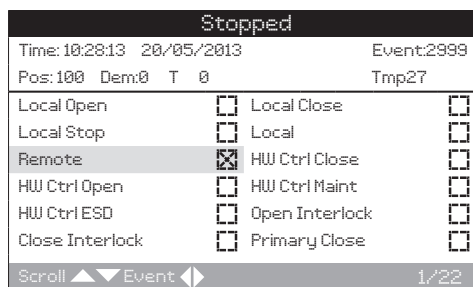 Stopped
Time: 10:28:13 20/05/2013 Event:2999
Pos:100 Dem:0 T 0 Tmp27
Local Open Local Close
Local Stop Local
Remote HW Ctrl Close
HW Ctrl Open HW Ctrl Maint
HW Ctrl ESD Open Interlock
Close Interlock Primary Close
Scroll Event 1/22